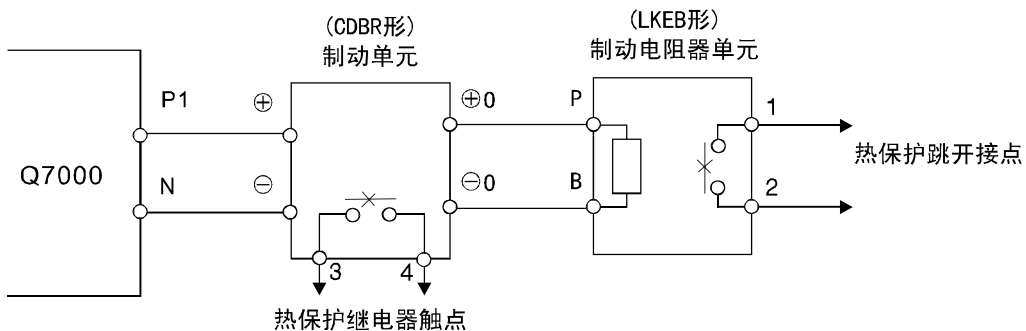 (CDBR形)
制动单元
(LKEB形)
制动电阻器单元
Q7000
P1
⊕
N
⊖
⊕0
⊖0
P
B
1
2
热保护跳开接点
3
4
热保护继电器触点